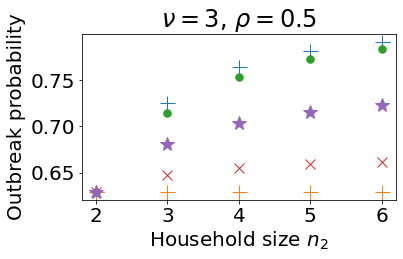 ν = 3, ρ = 0.5
Outbreak probability
0.75
0.70
0.65
2 3 4 5 6
Household size n₂